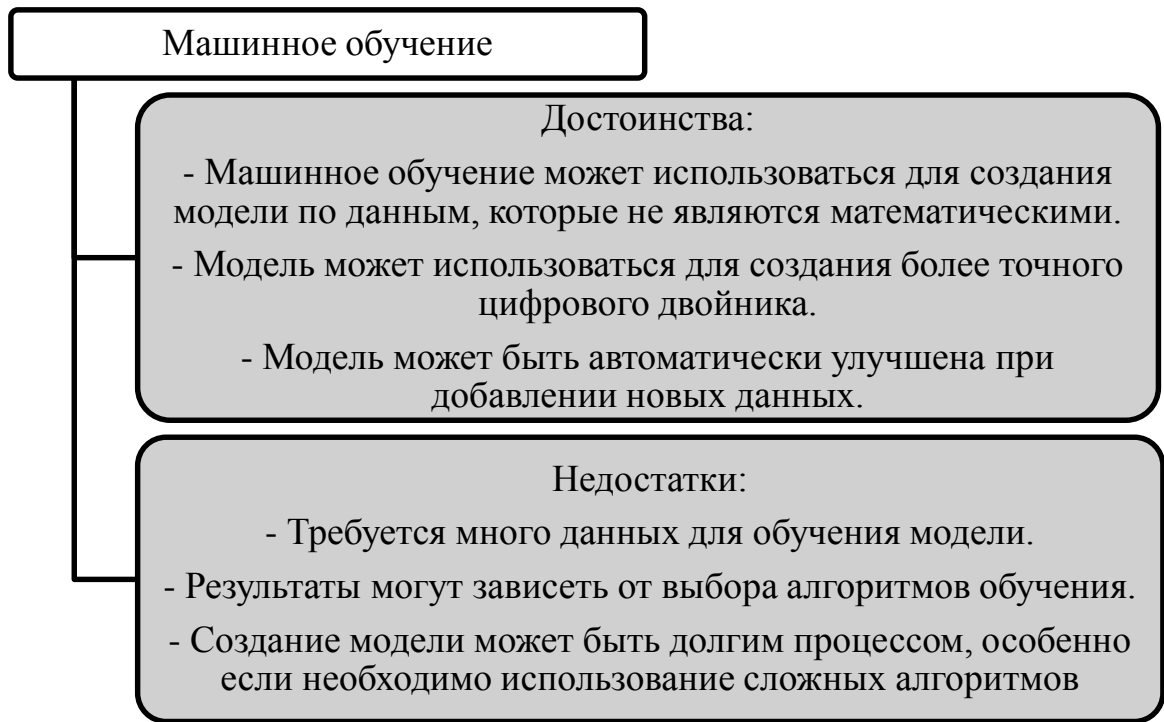 Машинное обучение
Достоинства:
- Машинное обучение может использоваться для создания
модели по данным, которые не являются математическими.
- Модель может использоваться для создания более точного
цифрового двойника.
- Модель может быть автоматически улучшена при
добавлении новых данных.
Недостатки:
- Требуется много данных для обучения модели.
- Результаты могут зависеть от выбора алгоритмов обучения.
- Создание модели может быть долгим процессом, особенно
если необходимо использование сложных алгоритмов